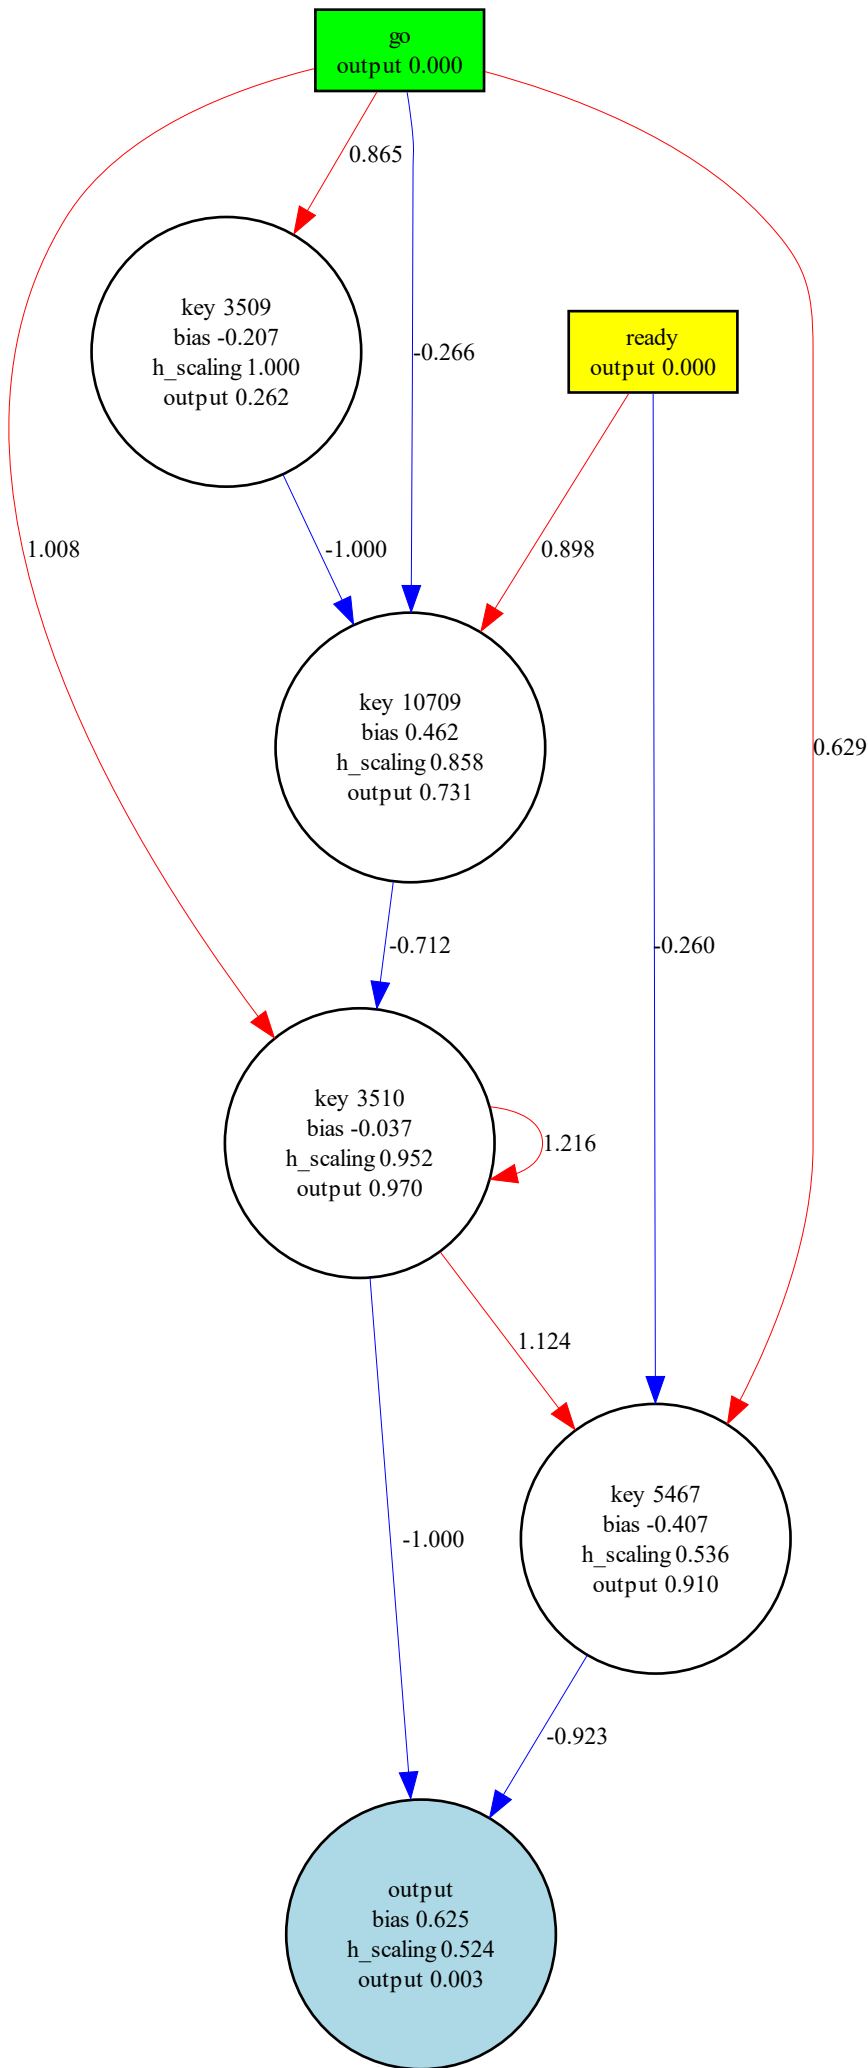 go
output 0.000
0.865
key 3509
bias -0.207
h_scaling 1.000
output 0.262
-0.266
ready
output 0.000
1.008
-1.000
0.898
key 10709
bias 0.462
h_scaling 0.858
output 0.731
0.629
-0.712
-0.260
key 3510
bias -0.037
h_scaling 0.952
output 0.970
1.216
1.124
-1.000
key 5467
bias -0.407
h_scaling 0.536
output 0.910
-0.923
output
bias 0.625
h_scaling 0.524
output 0.003